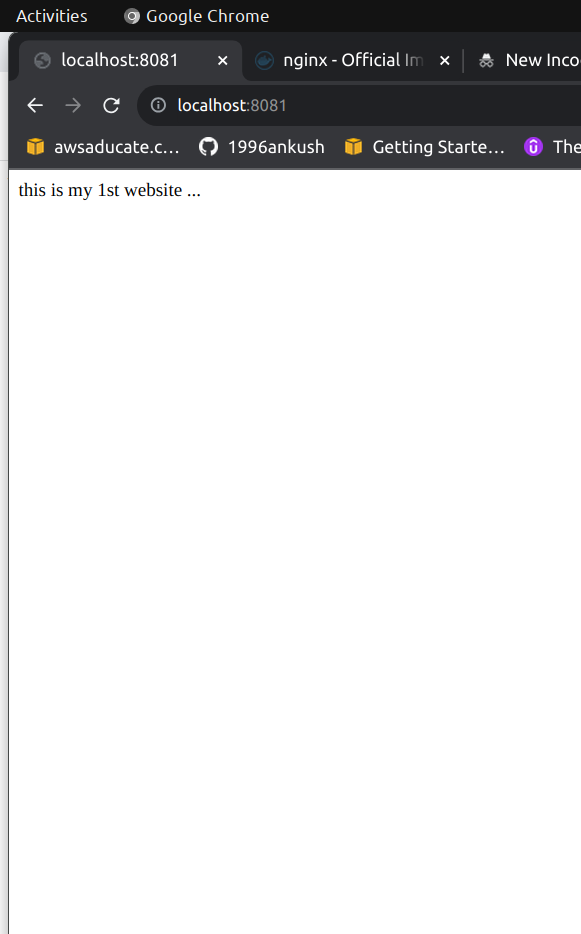 Activities Google Chrome
localhost:8081 nginx - Official Im New Inco
localhost:8081
awsaducate.c... 1996ankush Getting Starte... The
this is my 1st website ...